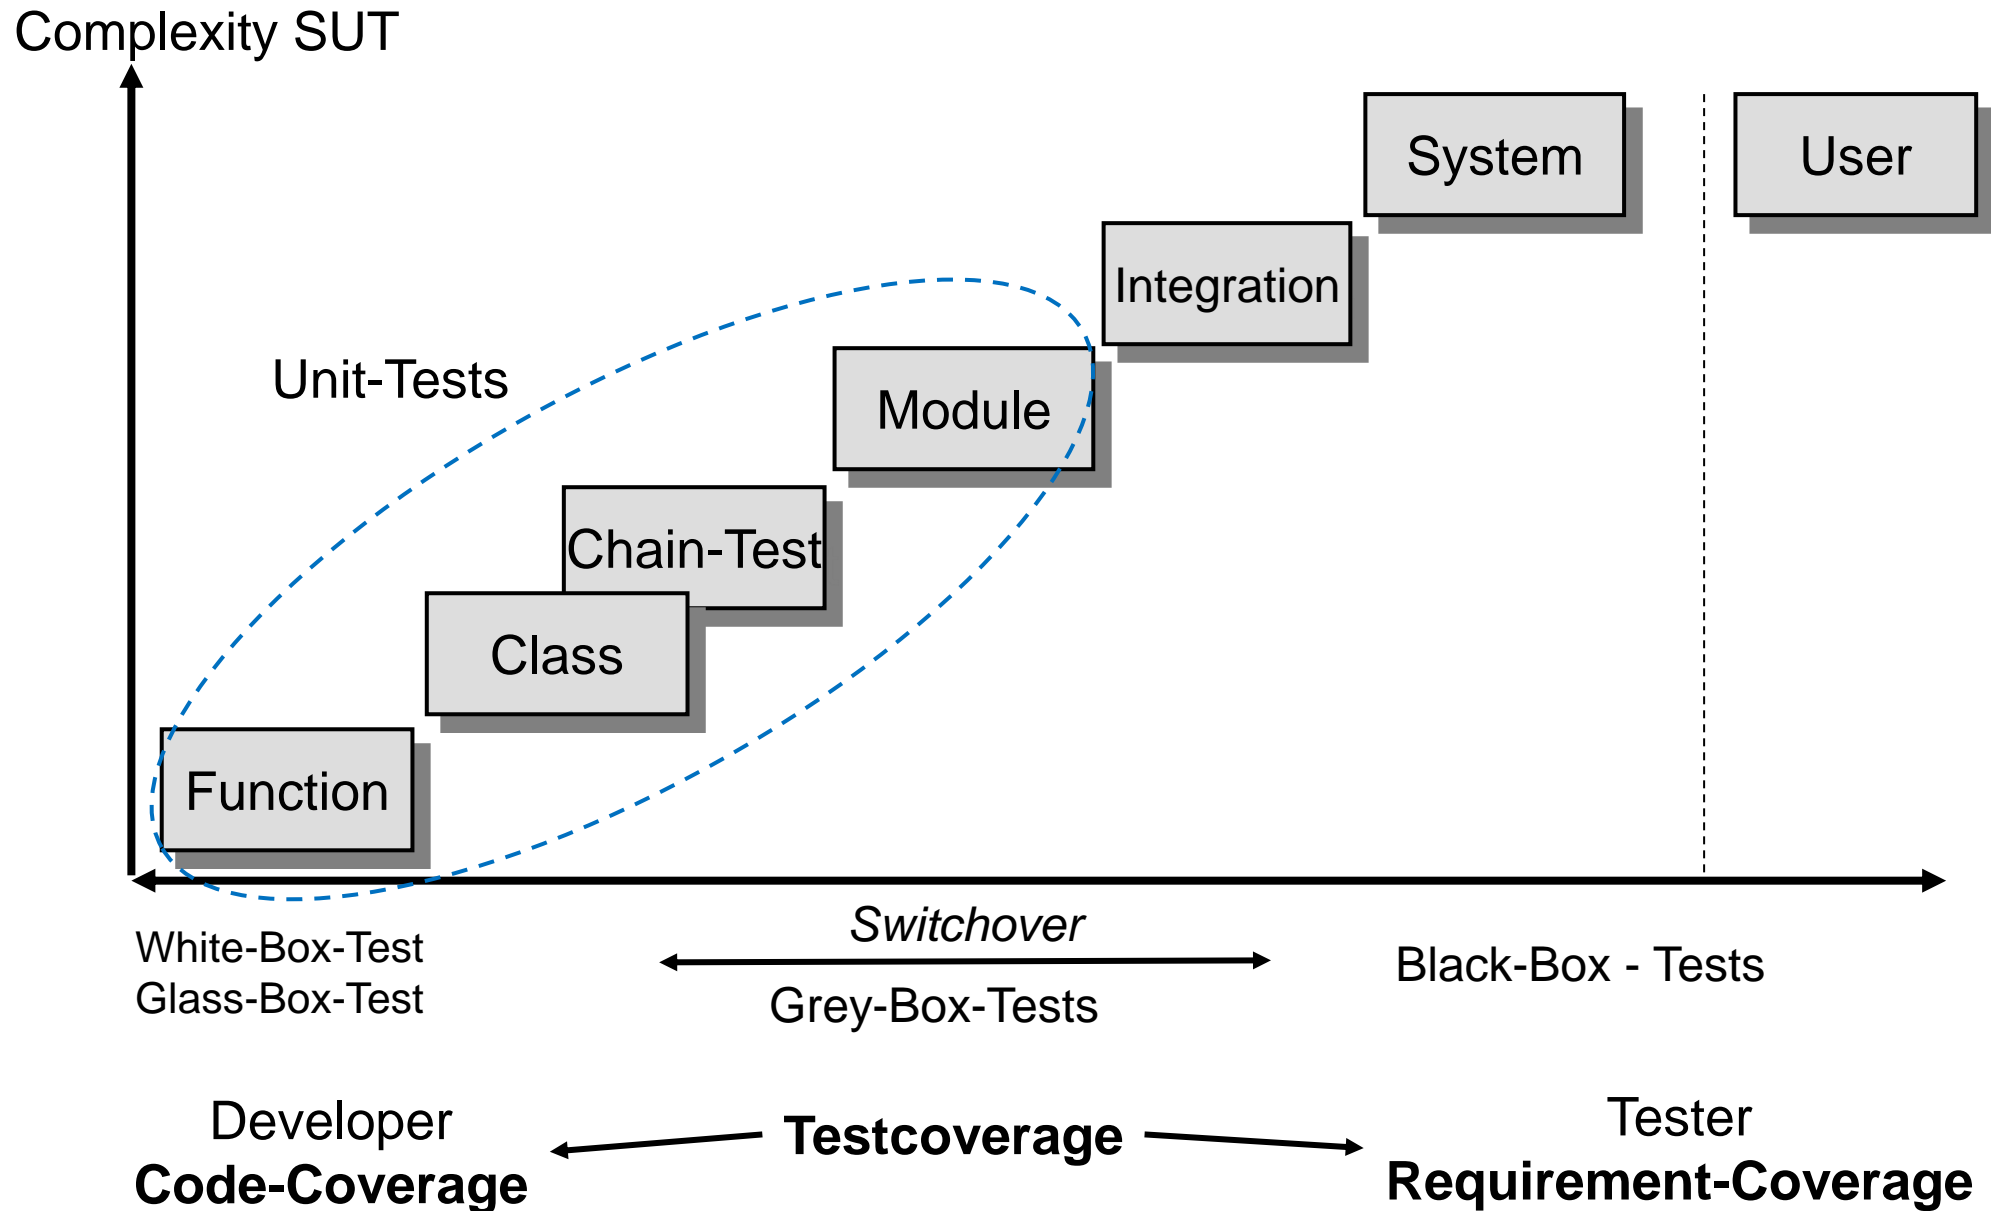 Complexity SUT
System
User
Integration
Unit-Tests
Module
Chain-Test
Class
Function
Switchover
White-Box-Test
Glass-Box-Test
Grey-Box-Tests
Black-Box - Tests
Developer
Code-Coverage
Testcoverage
Tester
Requirement-Coverage